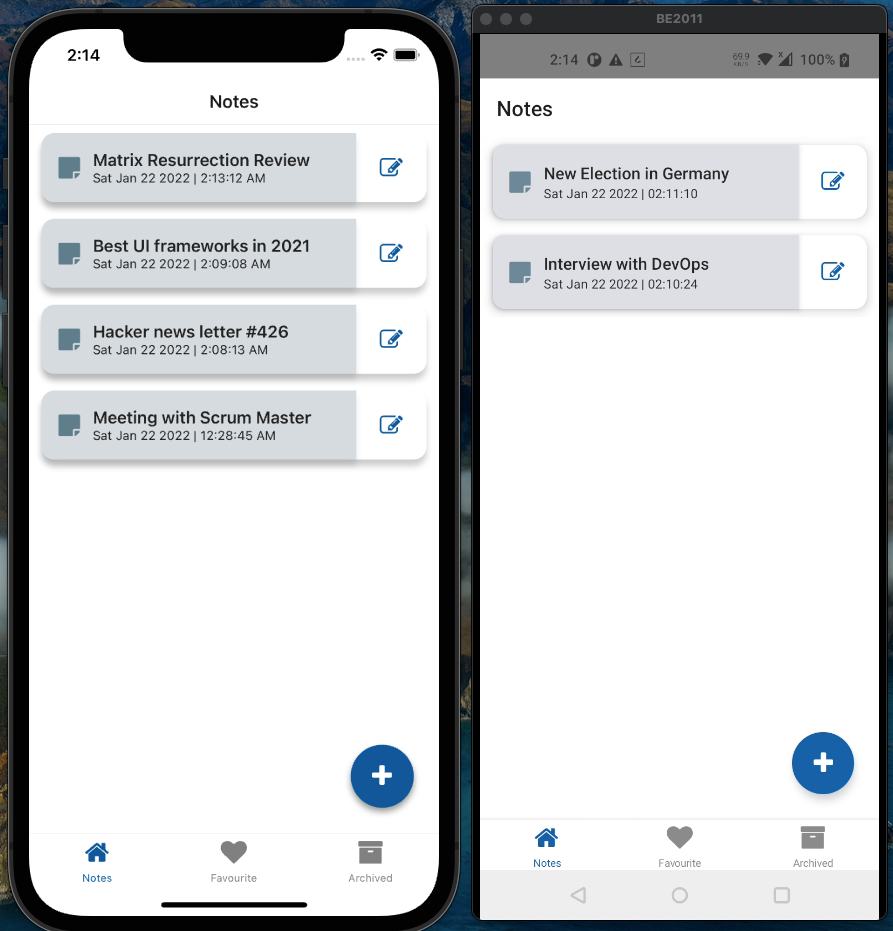 2:14
Notes
Matrix Resurrection Review
Sat Jan 22 2022 | 2:13:12 AM
Best UI frameworks in 2021
Sat Jan 22 2022 | 2:09:08 AM
Hacker news letter #426
Sat Jan 22 2022 | 2:08:13 AM
Meeting with Scrum Master
Sat Jan 22 2022 | 12:28:45 AM
Notes
Favourite
Archived
BE2011
2:14
69.9
KB/S
100%
Notes
New Election in Germany
Sat Jan 22 2022 | 02:11:10
Interview with DevOps
Sat Jan 22 2022 | 02:10:24
Notes
Favourite
Archived